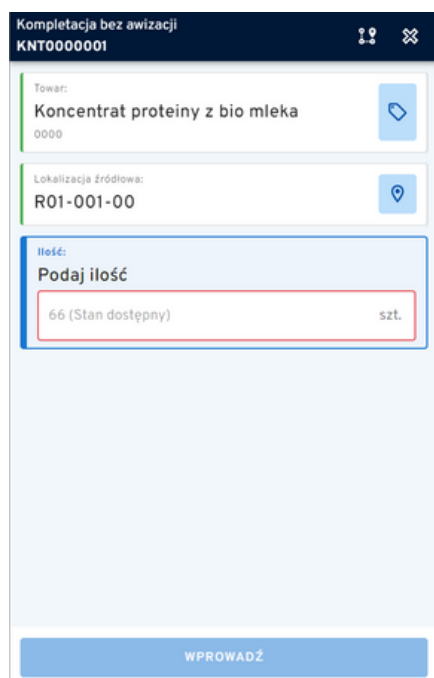 Kompletacja bez awizacji
KNT0000001
Towar:
Koncentrat proteiny z bio mleka
0000
Lokalizacja źródłowa:
R01-001-00
Ilość:
Podaj ilość
66 (Stan dostępny) szt.
WPROWADŹ